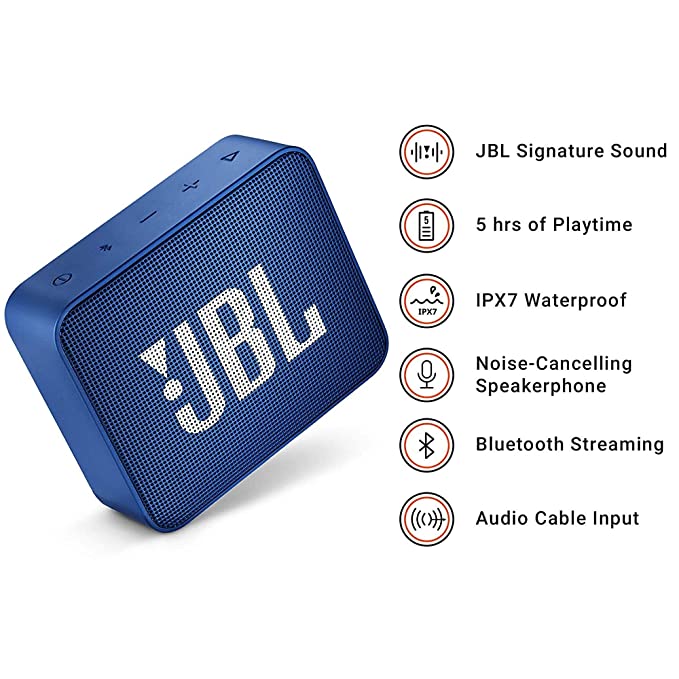 JBL
JBL Signature Sound
5
5 hrs of Playtime
IPX7
IPX7 Waterproof
Noise-Cancelling
Speakerphone
Bluetooth Streaming
Audio Cable Input